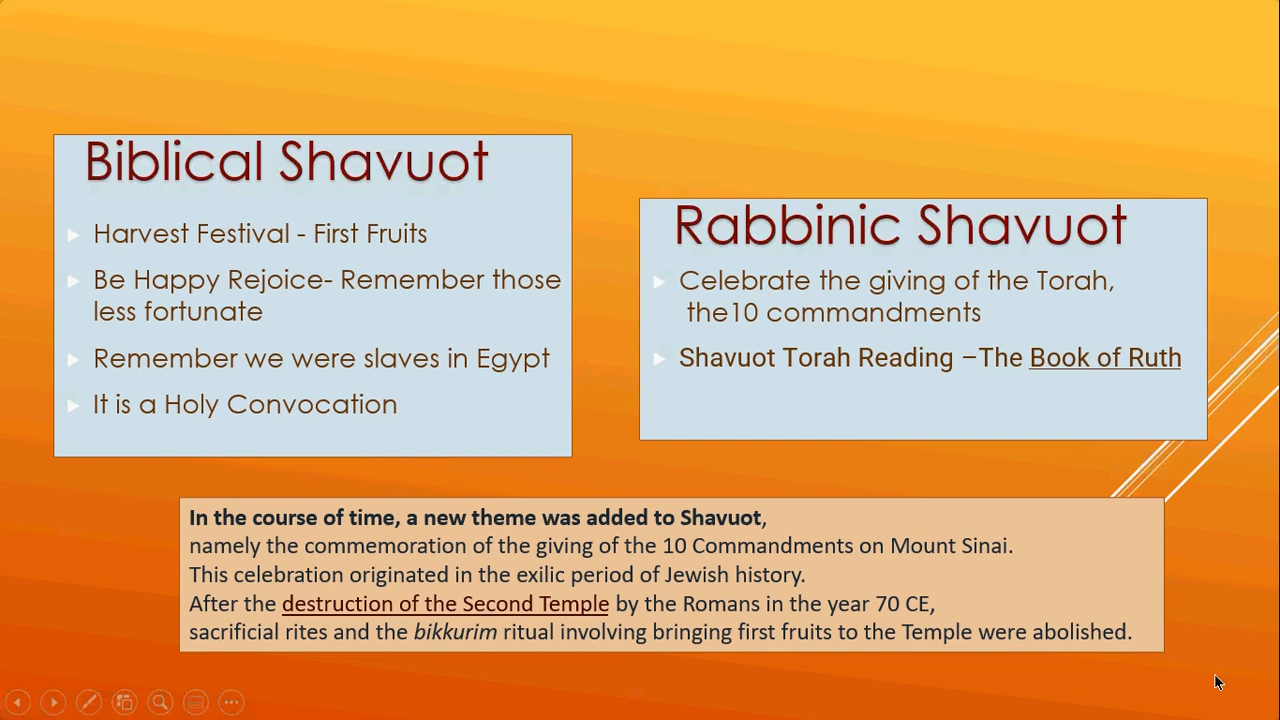 Biblical Shavuot
Harvest Festival - First Fruits
Be Happy Rejoice- Remember those
less fortunate
Remember we were slaves in Egypt
It is a Holy Convocation
Rabbinic Shavuot
Celebrate the giving of the Torah,
the10 commandments
Shavuot Torah Reading –The Book of Ruth
In the course of time, a new theme was added to Shavuot,
namely the commemoration of the giving of the 10 Commandments on Mount Sinai.
This celebration originated in the exilic period of Jewish history.
After the destruction of the Second Temple by the Romans in the year 70 CE,
sacrificial rites and the bikkurim ritual involving bringing first fruits to the Temple were abolished.